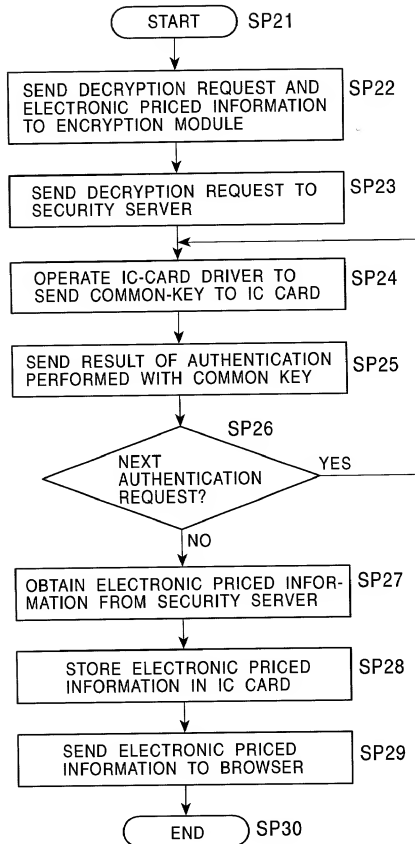 START SP21
SEND DECRYPTION REQUEST AND SP22
ELECTRONIC PRICED INFORMATION
TO ENCRYPTION MODULE
SEND DECRYPTION REQUEST TO SP23
SECURITY SERVER
OPERATE IC-CARD DRIVER TO SP24
SEND COMMON-KEY TO IC CARD
SEND RESULT OF AUTHENTICATION SP25
PERFORMED WITH COMMON KEY
SP26
NEXT
AUTHENTICATION YES
REQUEST?
NO
OBTAIN ELECTRONIC PRICED INFOR- SP27
MATION FROM SECURITY SERVER
STORE ELECTRONIC PRICED SP28
INFORMATION IN IC CARD
SEND ELECTRONIC PRICED SP29
INFORMATION TO BROWSER
END SP30